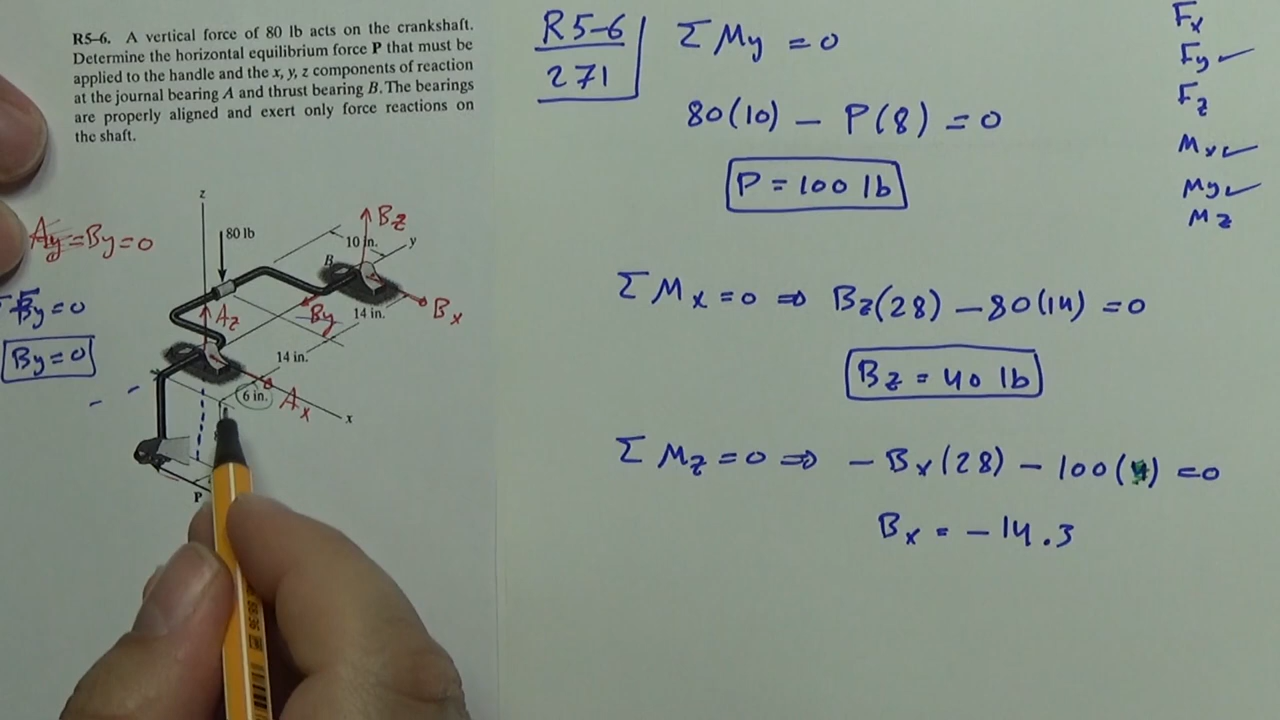 R5–6. A vertical force of 80 lb acts on the crankshaft.
Determine the horizontal equilibrium force P that must be
applied to the handle and the x, y, z components of reaction
at the journal bearing A and thrust bearing B. The bearings
are properly aligned and exert only force reactions on
the shaft.
z
80 lb
10 in.
y
B
Bz
Bx
By
14 in.
Az
14 in.
6 in.
Ax
x
P
Ay=By=0
Fy=0
By=0
R5-6
271
Σ My = 0
80(10) — P(8) = 0
P = 100 lb
Σ Mx = 0 ⇒ Bz(28) — 80(14) = 0
Bz = 40 lb
Σ Mz = 0 ⇒ — Bx(28) — 100( ) = 0
Bx = — 14.3
Fx
Fy ✓
Fz
Mx ✓
My ✓
Mz